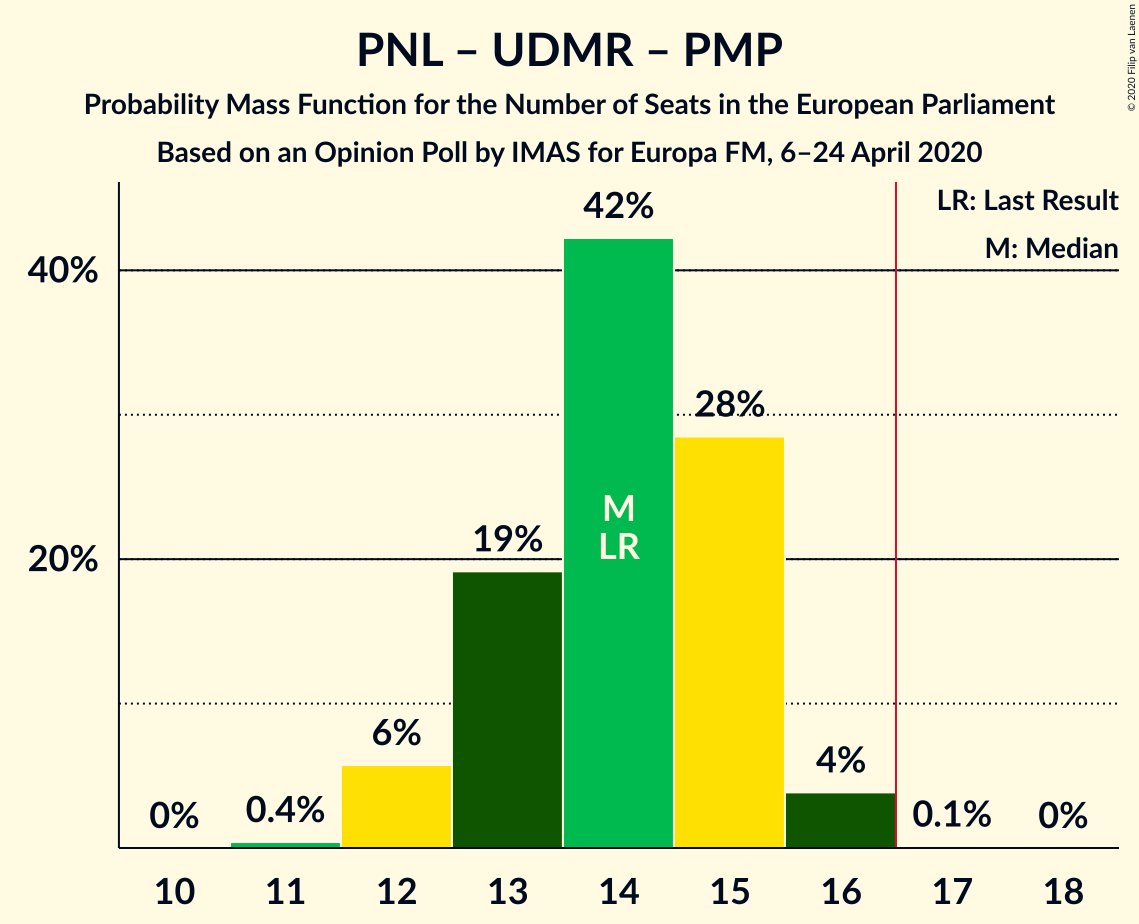 PNL – UDMR – PMP
Probability Mass Function for the Number of Seats in the European Parliament
Based on an Opinion Poll by IMAS for Europa FM, 6–24 April 2020
© 2020 Filip van Laenen
LR: Last Result
M: Median
40%
20%
0%
0.4%
6%
19%
42%
28%
4%
0.1%
0%
M
LR
10 11 12 13 14 15 16 17 18